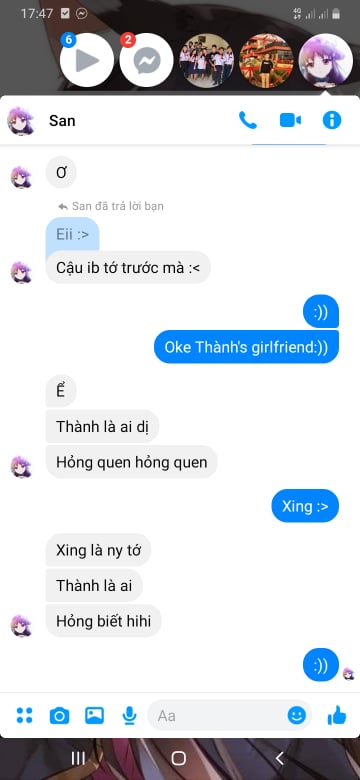 17:47
4G
6
2
San
Ơ
San đã trả lời bạn
Eii :>
Cậu ib tớ trước mà :<
:))
Oke Thành's girlfriend:))
Ể
Thành là ai dị
Hỏng quen hỏng quen
Xing :>
Xing là ny tớ
Thành là ai
Hỏng biết hihi
:))
Aa